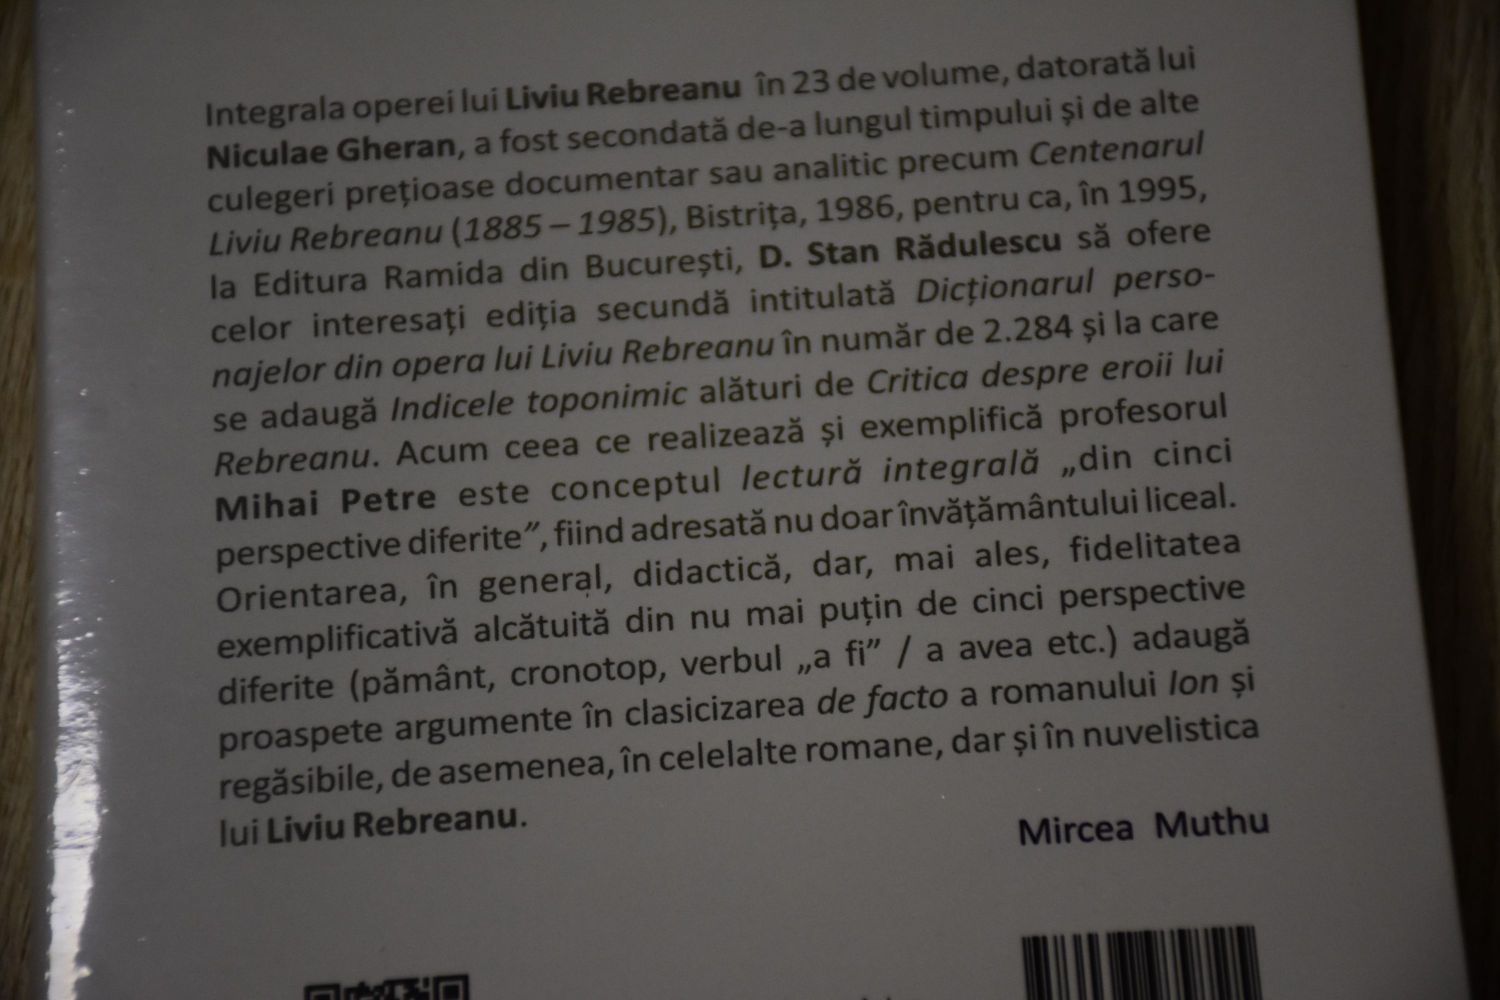 Integrala operei lui Liviu Rebreanu în 23 de volume, datorată lui
Niculae Gheran, a fost secondată de-a lungul timpului și de alte
culegeri prețioase documentar sau analitic precum Centenarul
Liviu Rebreanu (1885 – 1985), Bistrița, 1986, pentru ca, în 1995,
la Editura Ramida din București, D. Stan Rădulescu să ofere
celor interesați ediția secundă intitulată Dicționarul perso-
najelor din opera lui Liviu Rebreanu în număr de 2.284 și la care
se adaugă Indicele toponimic alături de Critica despre eroii lui
Rebreanu. Acum ceea ce realizează și exemplifică profesorul
Mihai Petre este conceptul lectură integrală „din cinci
perspective diferite”, fiind adresată nu doar învățământului liceal.
Orientarea, în general, didactică, dar, mai ales, fidelitatea
exemplificativă alcătuită din nu mai puțin de cinci perspective
diferite (pământ, cronotop, verbul „a fi” / a avea etc.) adaugă
proaspete argumente în clasicizarea de facto a romanului Ion și
regăsibile, de asemenea, în celelalte romane, dar și în nuvelistica
lui Liviu Rebreanu.
Mircea Muthu